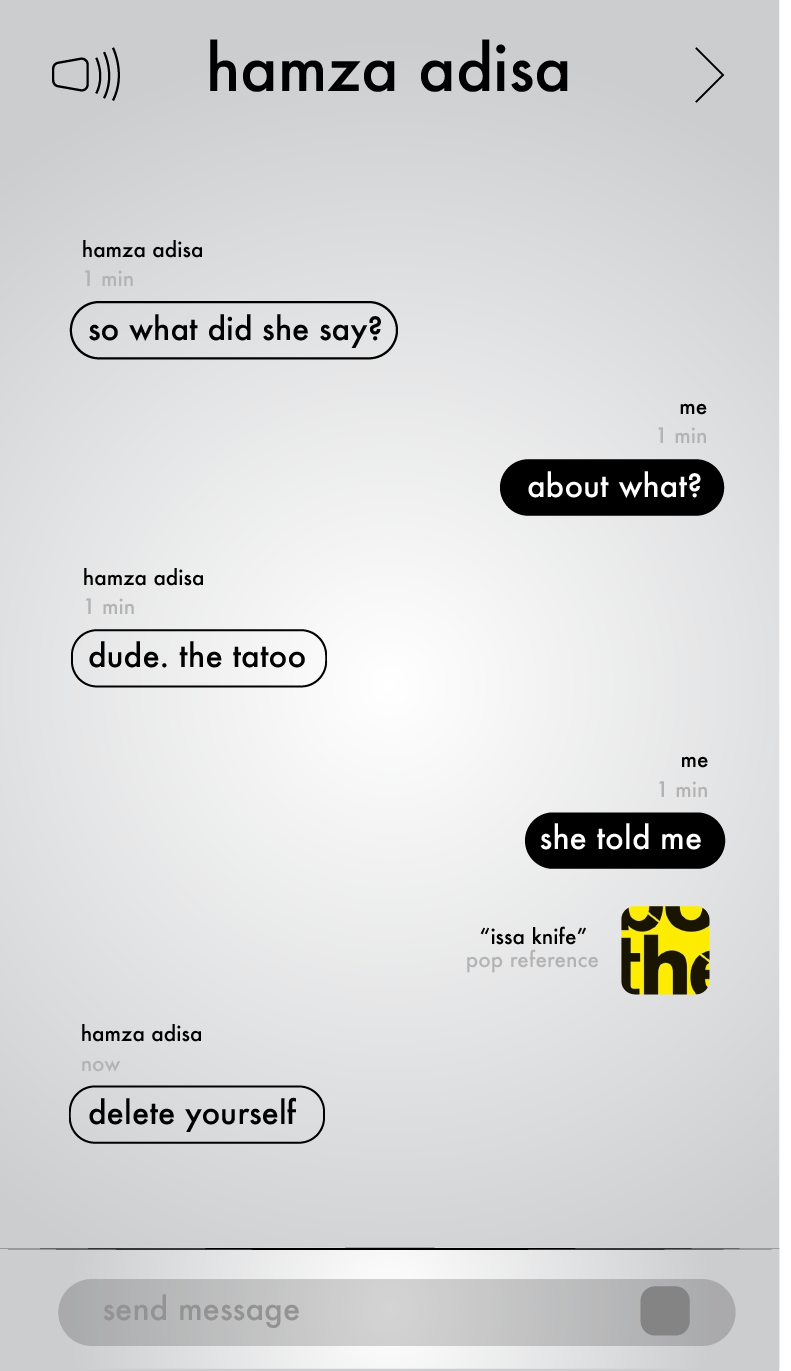 hamza adisa
hamza adisa
1 min
so what did she say?
me
1 min
about what?
hamza adisa
1 min
dude. the tatoo
me
1 min
she told me
“issa knife”
pop reference
the
hamza adisa
now
delete yourself
send message